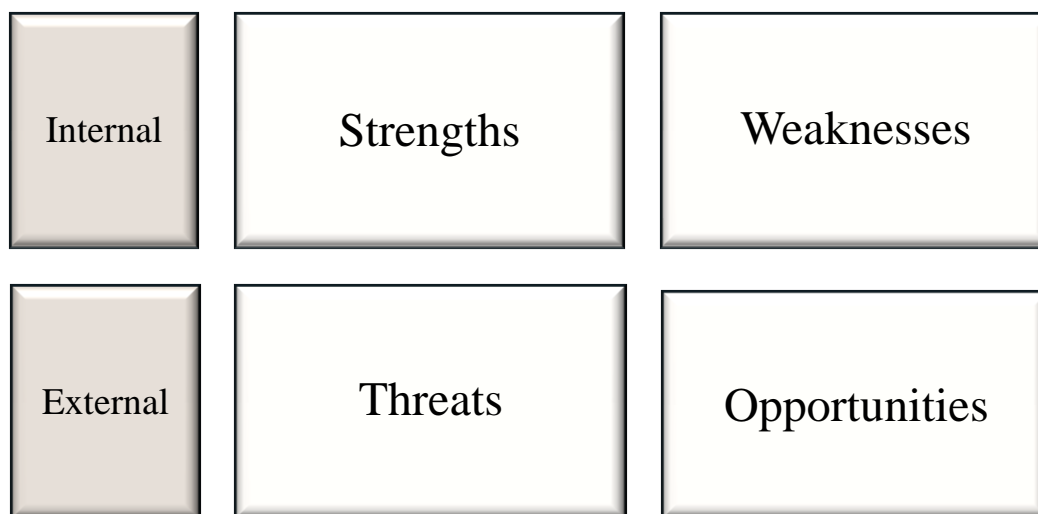 Internal
Strengths
Weaknesses
External
Threats
Opportunities